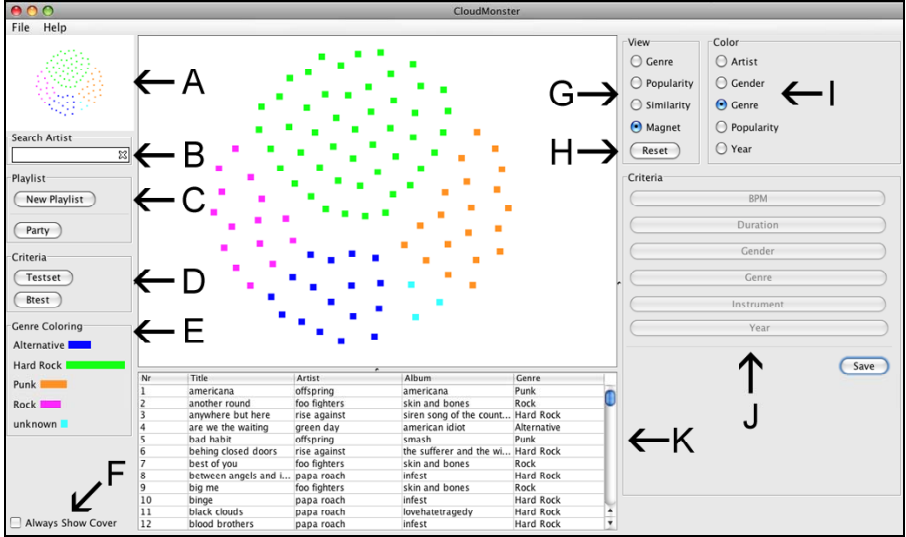 CloudMonster
File Help
A
Search Artist
B
Playlist
New Playlist
C
Party
Criteria
Testset
D
Btest
Genre Coloring
E
Alternative
Hard Rock
Punk
Rock
unknown
F
Always Show Cover
View
Genre
G
Popularity
Similarity
Magnet
H
Reset
Color
Artist
Gender
I
Genre
Popularity
Year
Criteria
BPM
Duration
Gender
Genre
Instrument
Year
Save
J
Nr Title Artist Album Genre
1 americana offspring americana Punk
2 another round foo fighters skin and bones Rock
3 anywhere but here rise against siren song of the count... Hard Rock
4 are we the waiting green day american idiot Alternative
5 bad habit offspring smash Punk
6 behing closed doors rise against the sufferer and the wi... Hard Rock
7 best of you foo fighters skin and bones Rock
8 between angels and i... papa roach infest Hard Rock
9 big me foo fighters skin and bones Rock
10 binge papa roach infest Hard Rock
11 black clouds papa roach lovehatetragedy Hard Rock
12 blood brothers papa roach infest Hard Rock
K